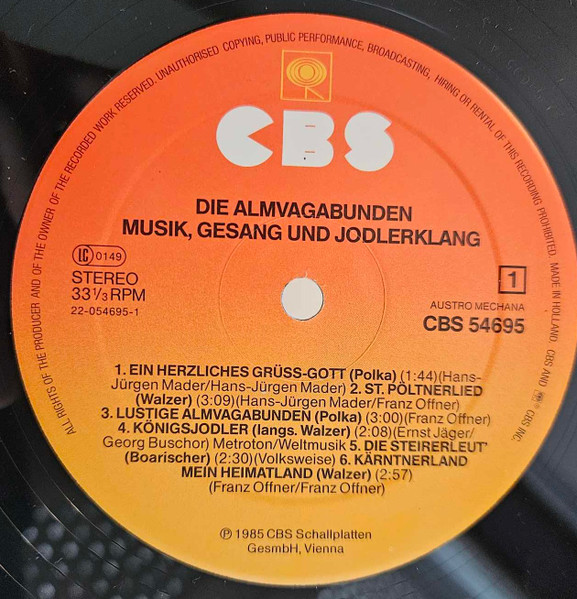 ALL RIGHTS OF THE PRODUCER AND OF THE OWNER OF THE RECORDED WORK RESERVED. UNAUTHORISED COPYING, PUBLIC PERFORMANCE, BROADCASTING, HIRING OR RENTAL OF THIS RECORDING PROHIBITED. MADE IN HOLLAND. CBS AND ® CBS INC.
CBS
DIE ALMVAGABUNDEN
MUSIK, GESANG UND JODLERKLANG
LC 0149
STEREO
33 1/3 RPM
22-054695-1
1
AUSTRO MECHANA
CBS 54695
1. EIN HERZLICHES GRÜSS-GOTT (Polka) (1:44)(Hans-
Jürgen Mader/Hans-Jürgen Mader) 2. ST. PÖLTNERLIED
(Walzer) (3:09)(Hans-Jürgen Mader/Franz Offner)
3. LUSTIGE ALMVAGABUNDEN (Polka) (3:00)(Franz Offner)
4. KÖNIGSJODLER (langs. Walzer) (2:08)(Ernst Jäger/
Georg Buschor) Metroton/Weltmusik 5. DIE STEIRERLEUT'
(Boarischer) (2:30)(Volksweise) 6. KÄRNTNERLAND
MEIN HEIMATLAND (Walzer) (2:57)
(Franz Offner/Franz Offner)
℗ 1985 CBS Schallplatten
GesmbH, Vienna